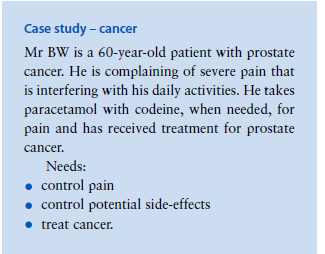 Case study – cancer
Mr BW is a 60-year-old patient with prostate
cancer. He is complaining of severe pain that
is interfering with his daily activities. He takes
paracetamol with codeine, when needed, for
pain and has received treatment for prostate
cancer.
Needs:
● control pain
● control potential side-effects
● treat cancer.